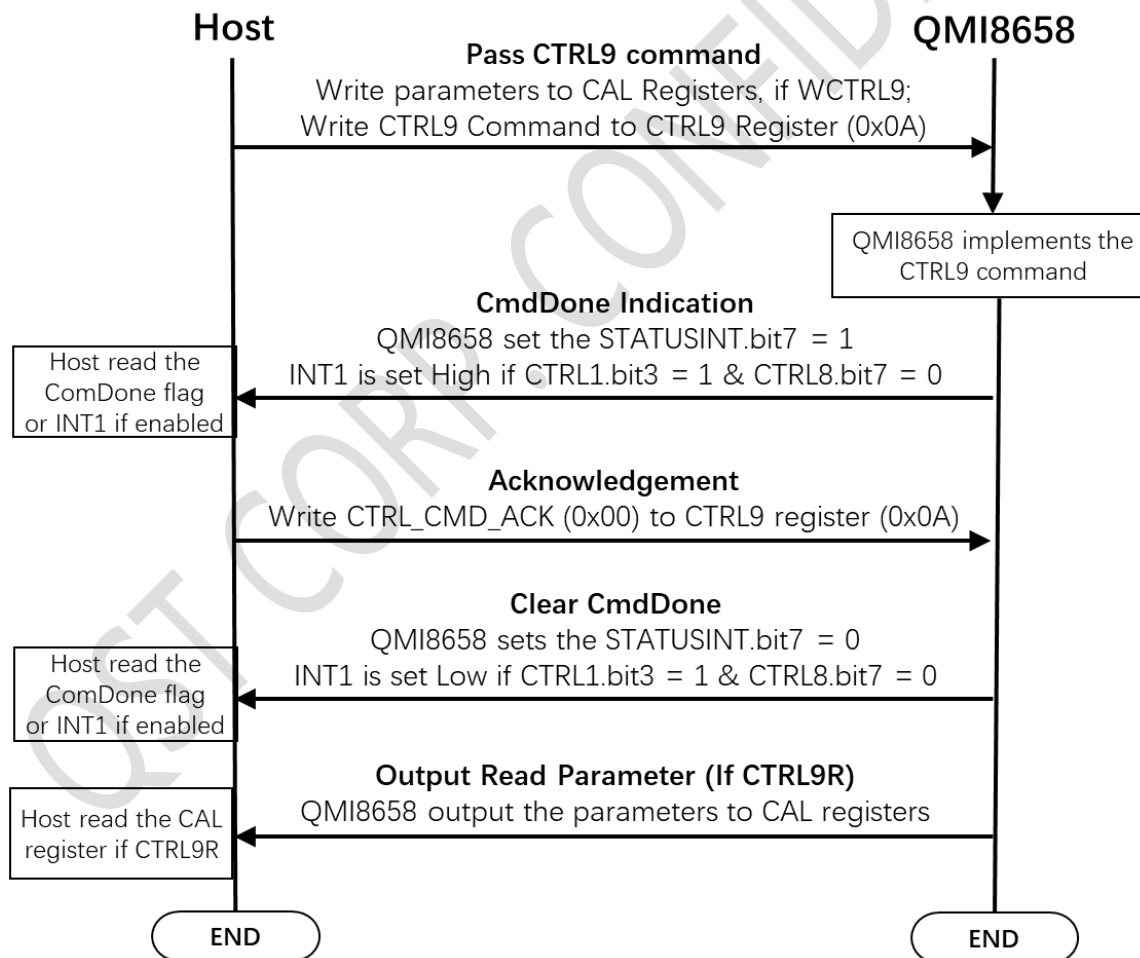 Host
QMI8658
Pass CTRL9 command
Write parameters to CAL Registers, if WCTRL9;
Write CTRL9 Command to CTRL9 Register (0x0A)
QMI8658 implements the
CTRL9 command
CmdDone Indication
QMI8658 set the STATUSINT.bit7 = 1
INT1 is set High if CTRL1.bit3 = 1 & CTRL8.bit7 = 0
Host read the
ComDone flag
or INT1 if enabled
Acknowledgement
Write CTRL_CMD_ACK (0x00) to CTRL9 register (0x0A)
Clear CmdDone
QMI8658 sets the STATUSINT.bit7 = 0
INT1 is set Low if CTRL1.bit3 = 1 & CTRL8.bit7 = 0
Host read the
ComDone flag
or INT1 if enabled
Output Read Parameter (If CTRL9R)
QMI8658 output the parameters to CAL registers
Host read the CAL
register if CTRL9R
END
END
QST CORP. CONFID